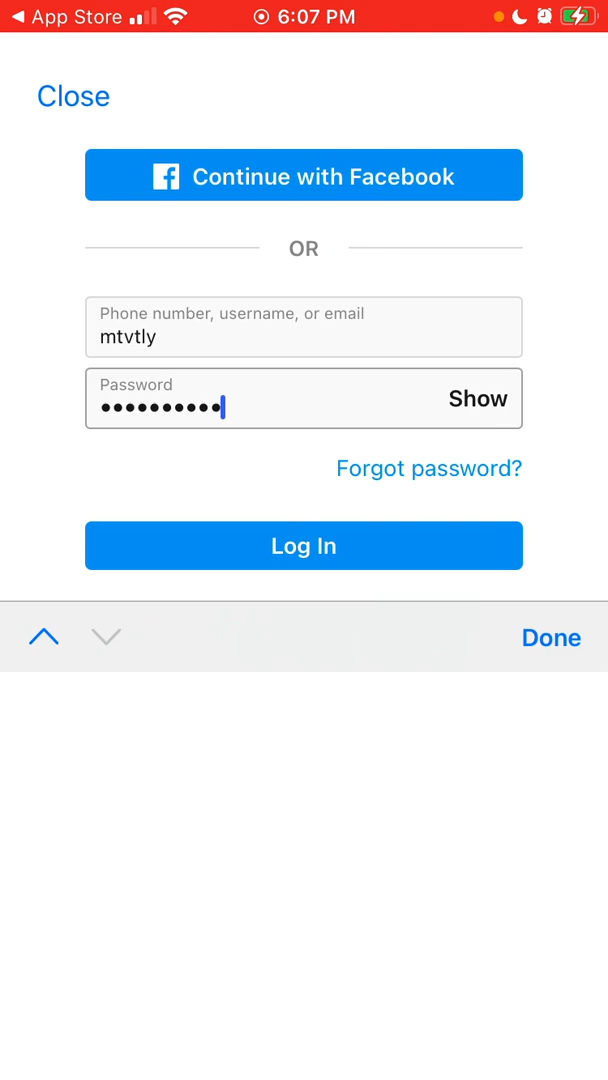 App Store 6:07 PM
Close
Continue with Facebook
OR
Phone number, username, or email
mtvtly
Password
•••••••••• Show
Forgot password?
Log In
Done